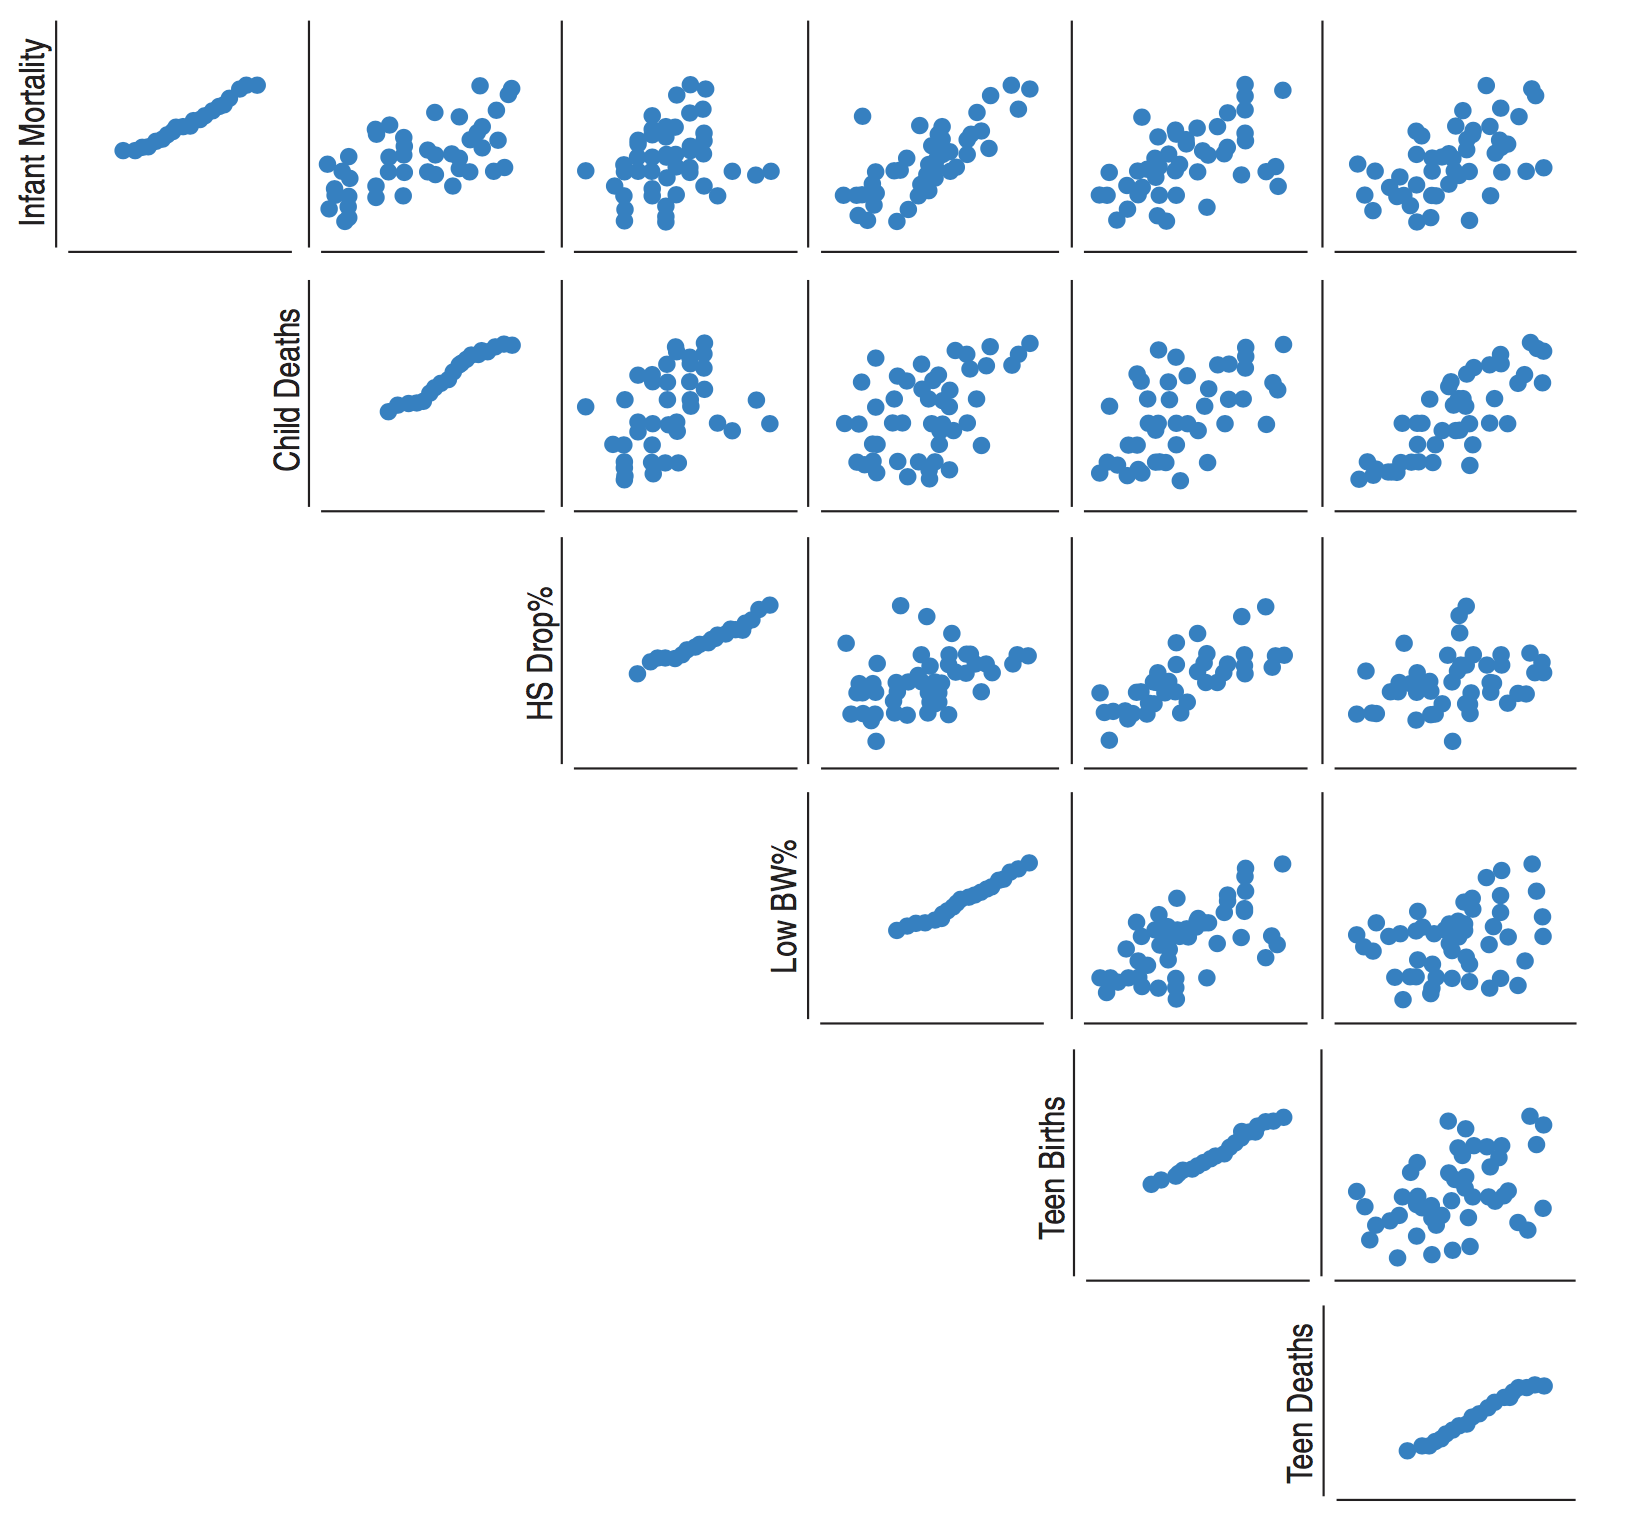 Infant Mortality
Child Deaths
HS Drop%
Low BW%
Teen Births
Teen Deaths